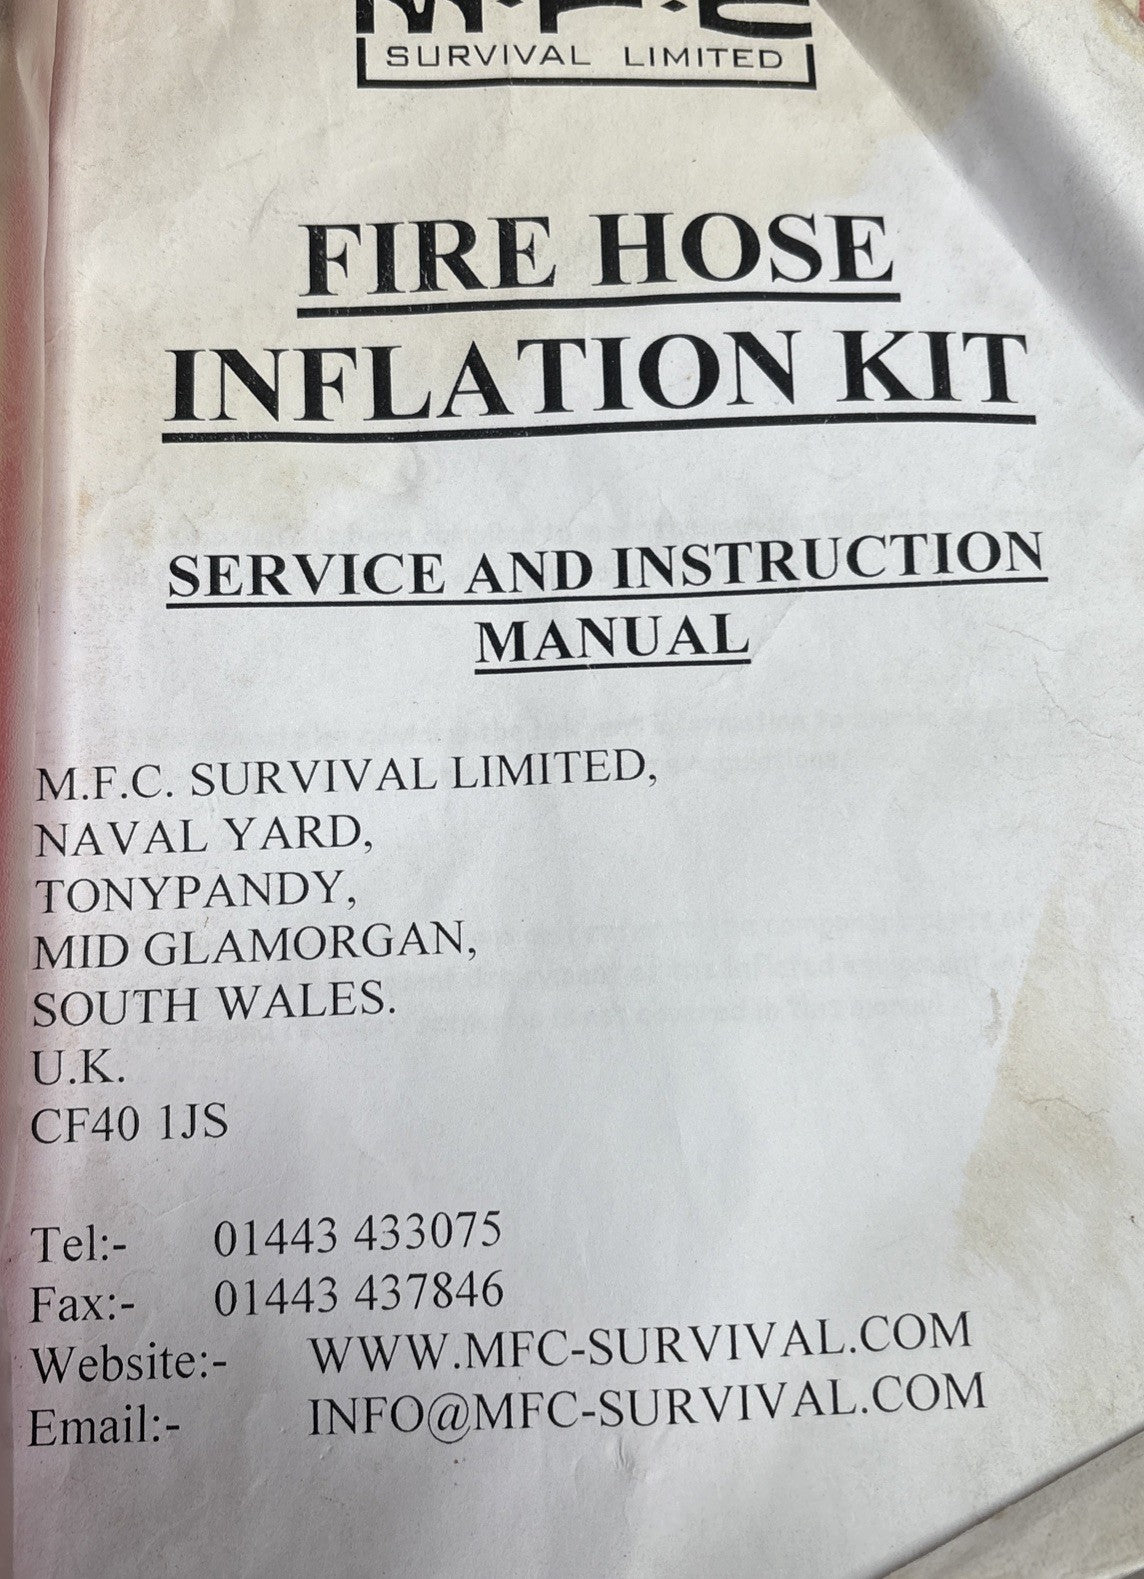 M.F.C
SURVIVAL LIMITED
FIRE HOSE
INFLATION KIT
SERVICE AND INSTRUCTION
MANUAL
M.F.C. SURVIVAL LIMITED,
NAVAL YARD,
TONYPANDY,
MID GLAMORGAN,
SOUTH WALES.
U.K.
CF40 1JS
Tel:- 01443 433075
Fax:- 01443 437846
Website:- WWW.MFC-SURVIVAL.COM
Email:- INFO@MFC-SURVIVAL.COM